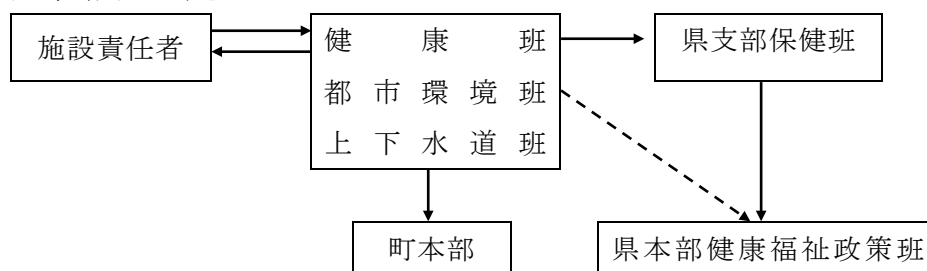 施設責任者
健康班
都市環境班
上下水道班
県支部保健班
町本部
県本部健康福祉政策班